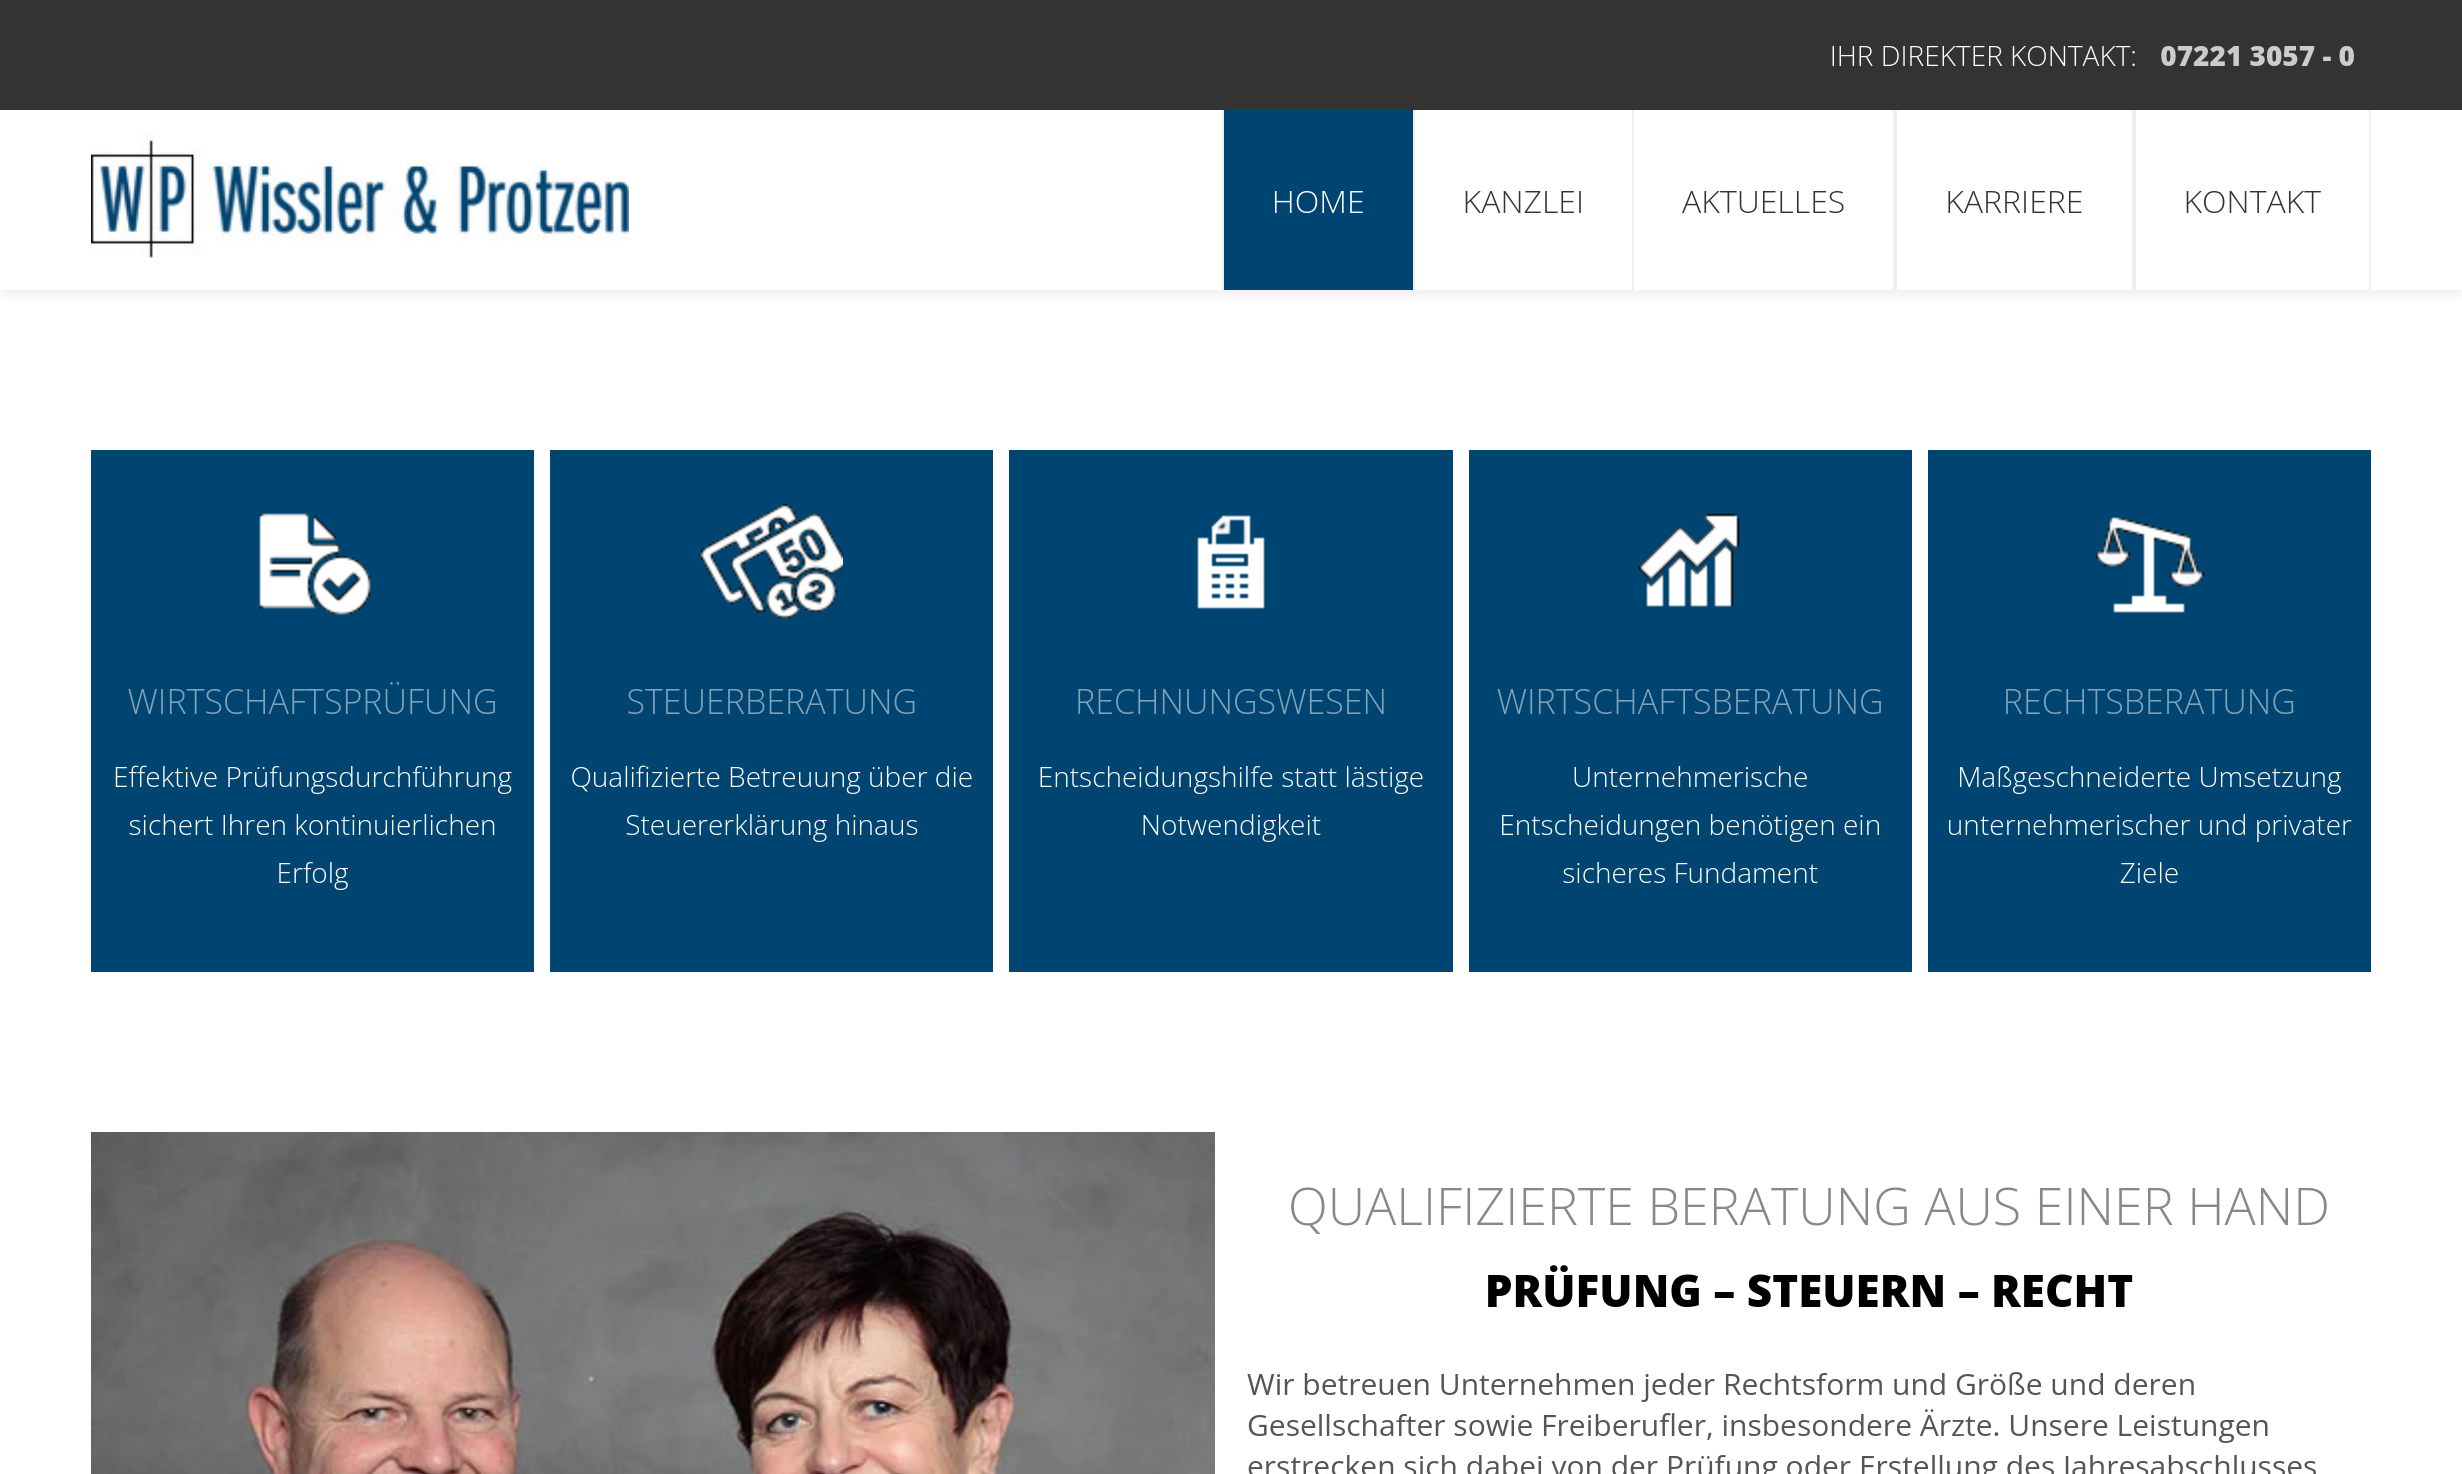 IHR DIREKTER KONTAKT: 07221 3057 - 0
WP Wissler & Protzen
HOME
KANZLEI
AKTUELLES
KARRIERE
KONTAKT
50
1 2
WIRTSCHAFTSPRÜFUNG
Effektive Prüfungsdurchführung
sichert Ihren kontinuierlichen
Erfolg
STEUERBERATUNG
Qualifizierte Betreuung über die
Steuererklärung hinaus
RECHNUNGSWESEN
Entscheidungshilfe statt lästige
Notwendigkeit
WIRTSCHAFTSBERATUNG
Unternehmerische
Entscheidungen benötigen ein
sicheres Fundament
RECHTSBERATUNG
Maßgeschneiderte Umsetzung
unternehmerischer und privater
Ziele
QUALIFIZIERTE BERATUNG AUS EINER HAND
PRÜFUNG – STEUERN – RECHT
Wir betreuen Unternehmen jeder Rechtsform und Größe und deren
Gesellschafter sowie Freiberufler, insbesondere Ärzte. Unsere Leistungen
erstrecken sich dabei von der Prüfung oder Erstellung des Jahresabschlusses